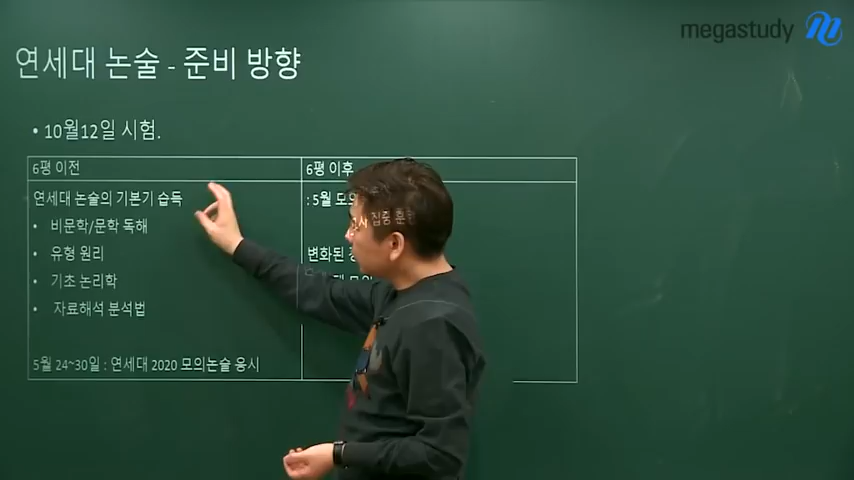 megastudy
연세대 논술 - 준비 방향
• 10월12일 시험.
6평 이전
6평 이후
연세대 논술의 기본기 습득
• 비문학/문학 독해
• 유형 원리
• 기초 논리학
• 자료해석 분석법
5월 24~30일 : 연세대 2020 모의논술 응시
: 5월 모의
집중 훈련
변화된